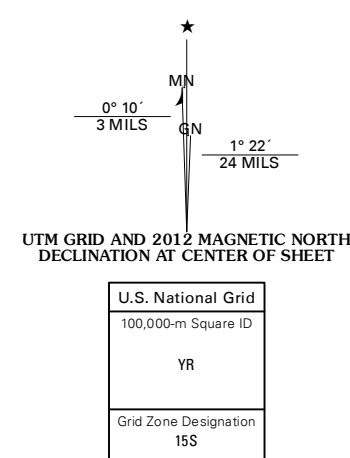 ★
MN
0° 10´
3 MILS
GN
1° 22´
24 MILS
UTM GRID AND 2012 MAGNETIC NORTH
DECLINATION AT CENTER OF SHEET
U.S. National Grid
100,000-m Square ID
YR
Grid Zone Designation
15S